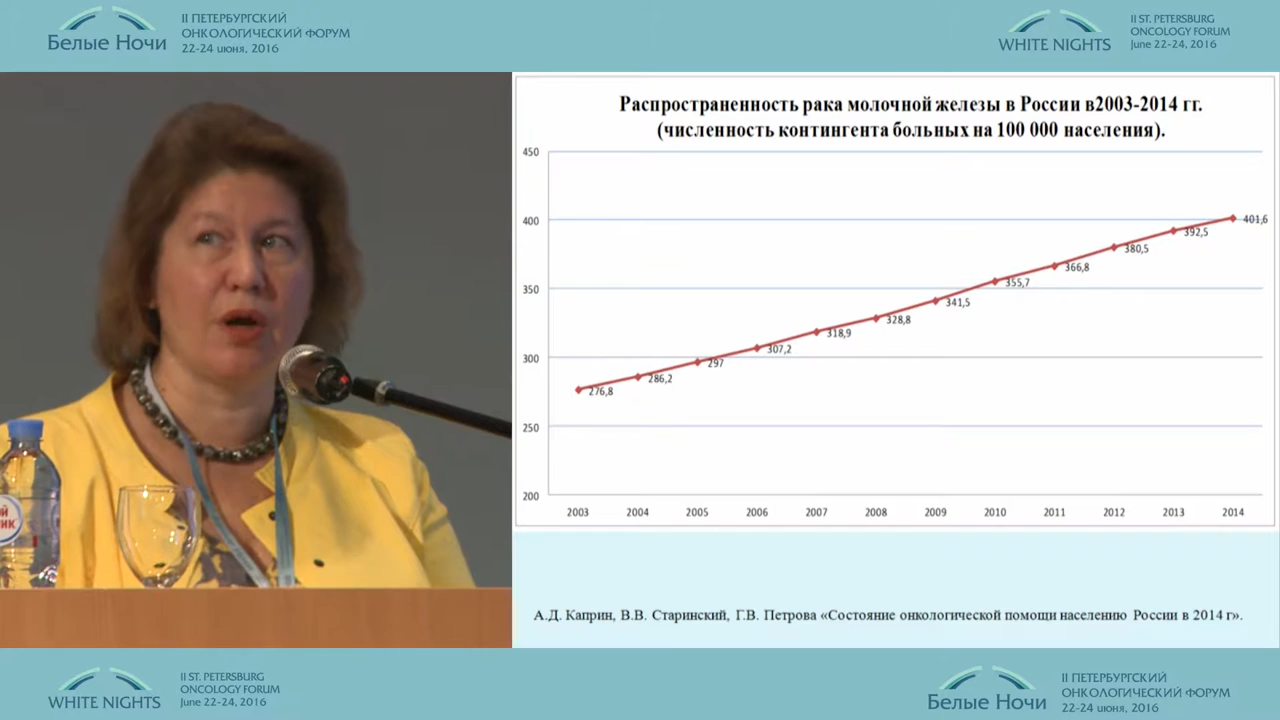 Белые Ночи
II ПЕТЕРБУРГСКИЙ
ОНКОЛОГИЧЕСКИЙ ФОРУМ
22-24 июня, 2016
WHITE NIGHTS
II ST. PETERSBURG
ONCOLOGY FORUM
June 22-24, 2016
Распространенность рака молочной железы в России в2003-2014 гг.
(численность контингента больных на 100 000 населения).
450
400
350
300
250
200
276,8
286,2
297
307,2
318,9
328,8
341,5
355,7
366,8
380,5
392,5
401,6
2003 2004 2005 2006 2007 2008 2009 2010 2011 2012 2013 2014
А.Д. Каприн, В.В. Старинский, Г.В. Петрова «Состояние онкологической помощи населению России в 2014 г».
WHITE NIGHTS
II ST. PETERSBURG
ONCOLOGY FORUM
June 22-24, 2016
Белые Ночи
II ПЕТЕРБУРГСКИЙ
ОНКОЛОГИЧЕСКИЙ ФОРУМ
22-24 июня, 2016